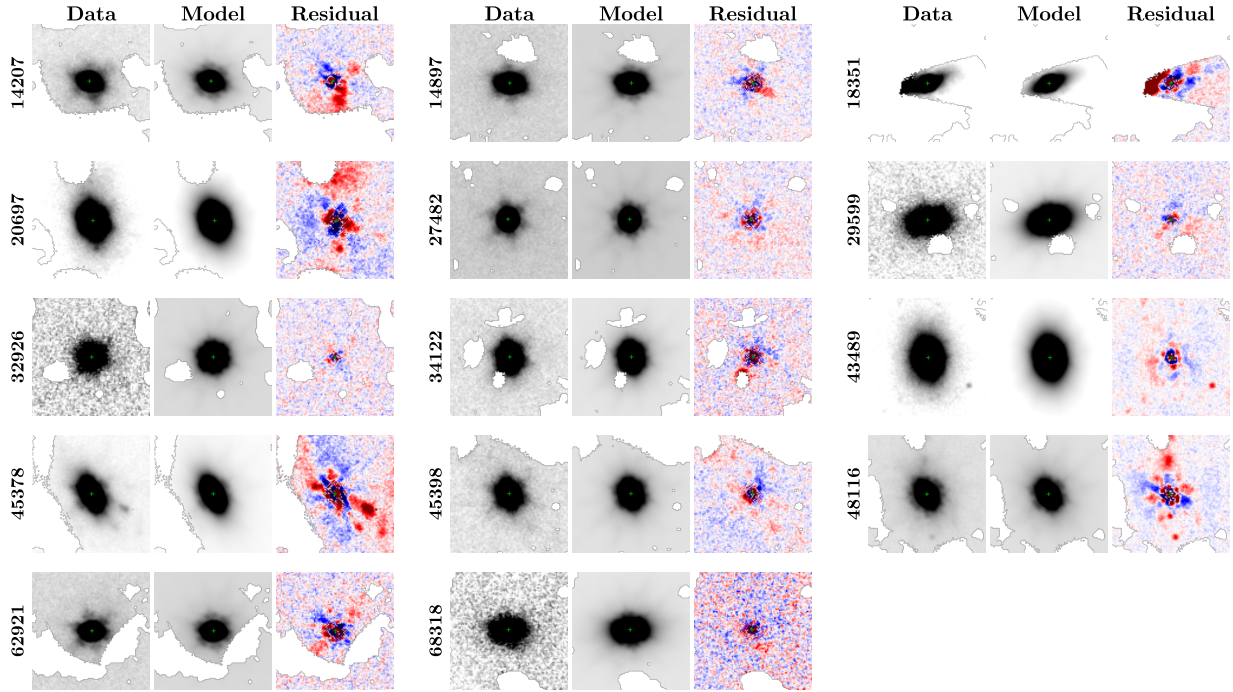 Data Model Residual Data Model Residual Data Model Residual
14207 14897 18351
20697 27482 29599
32926 34122 43489
45378 45398 48116
62921 68318